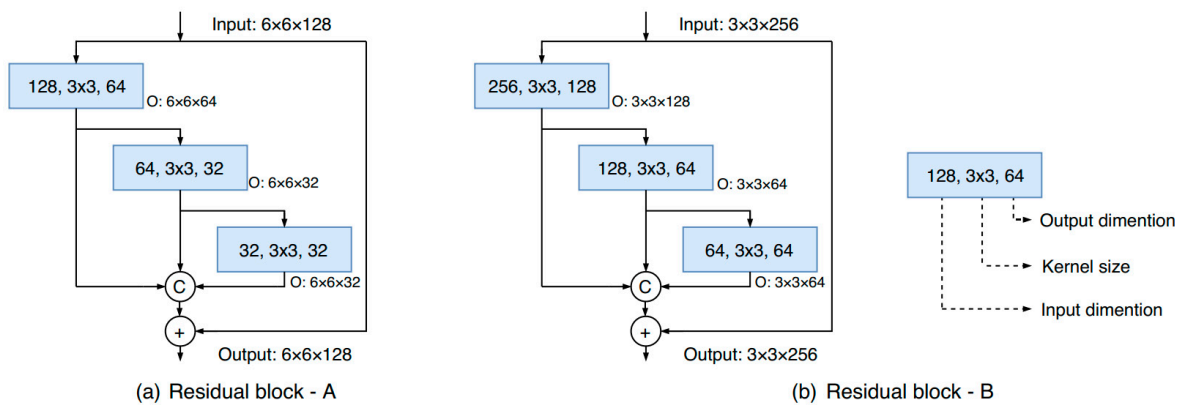 Input: 6×6×128
128, 3x3, 64
O: 6×6×64
64, 3x3, 32
O: 6×6×32
32, 3x3, 32
O: 6×6×32
C
+
Output: 6×6×128
(a) Residual block - A
Input: 3×3×256
256, 3x3, 128
O: 3×3×128
128, 3x3, 64
O: 3×3×64
64, 3x3, 64
O: 3×3×64
C
+
Output: 3×3×256
(b) Residual block - B
128, 3x3, 64
Output dimention
Kernel size
Input dimention